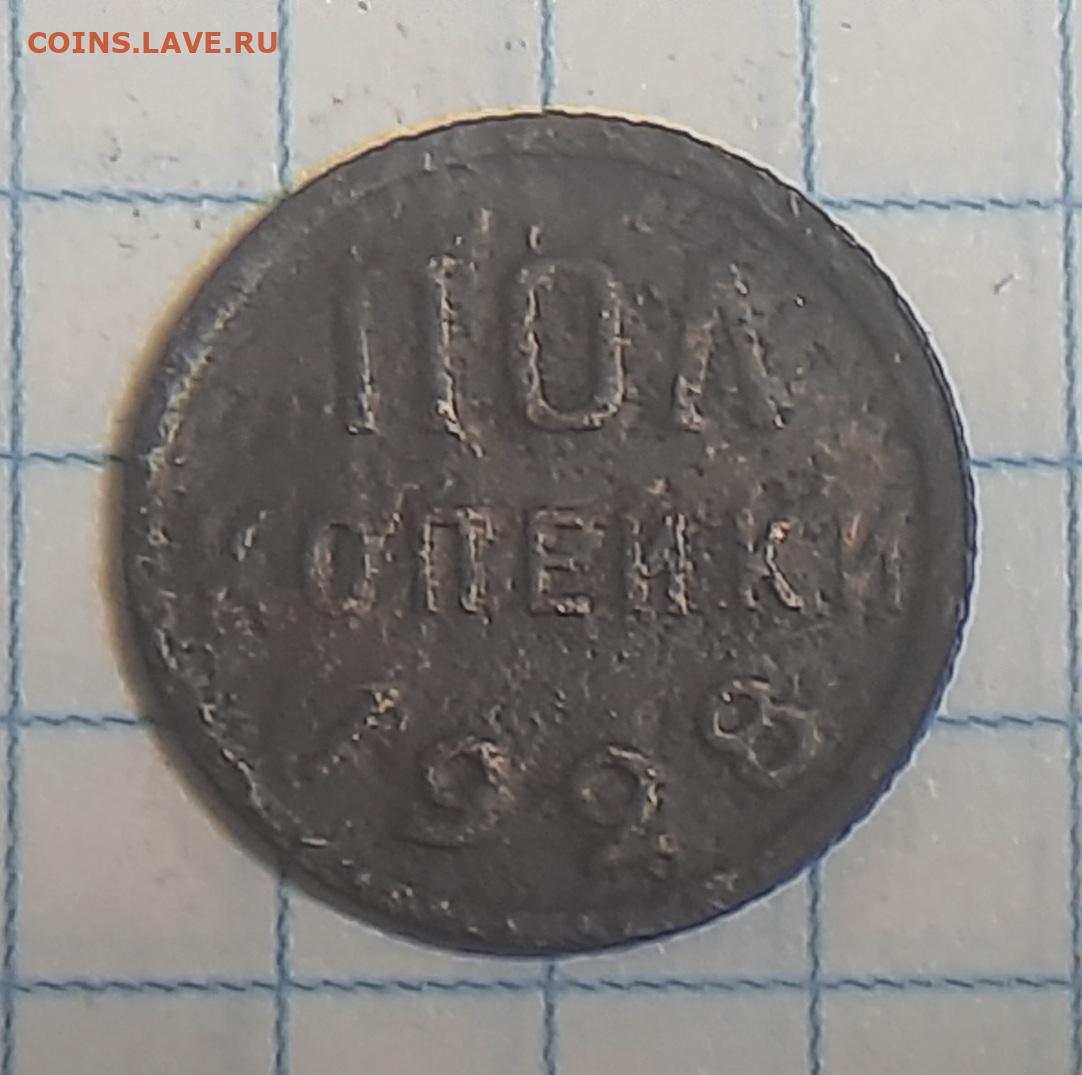 COINS.LAVE.RU
ПОЛ
КОПЕЙКИ
1928